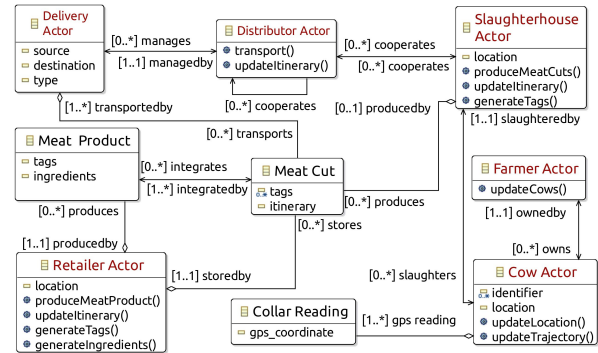 Delivery
Actor
source
destination
type
[0..*] manages
[1..1] managedby
Distributor Actor
transport()
updateItinerary()
[0..*] cooperates
[0..*] cooperates
[0..*] cooperates
Slaughterhouse
Actor
location
produceMeatCuts()
updateItinerary()
generateTags()
[1..*] transportedby
[0..*] transports
[0..1] producedby
[1..1] slaughteredby
Meat Product
tags
ingredients
[0..*] integrates
[1..*] integratedby
Meat Cut
tags
itinerary
[0..*] produces
[0..*] stores
Farmer Actor
updateCows()
[1..1] ownedby
[0..*] owns
[0..*] produces
[1..1] producedby
Retailer Actor
location
produceMeatProduct()
updateItinerary()
generateTags()
generateIngredients()
[1..1] storedby
[0..*] slaughters
Collar Reading
gps_coordinate
[1..*] gps reading
Cow Actor
identifier
location
updateLocation()
updateTrajectory()